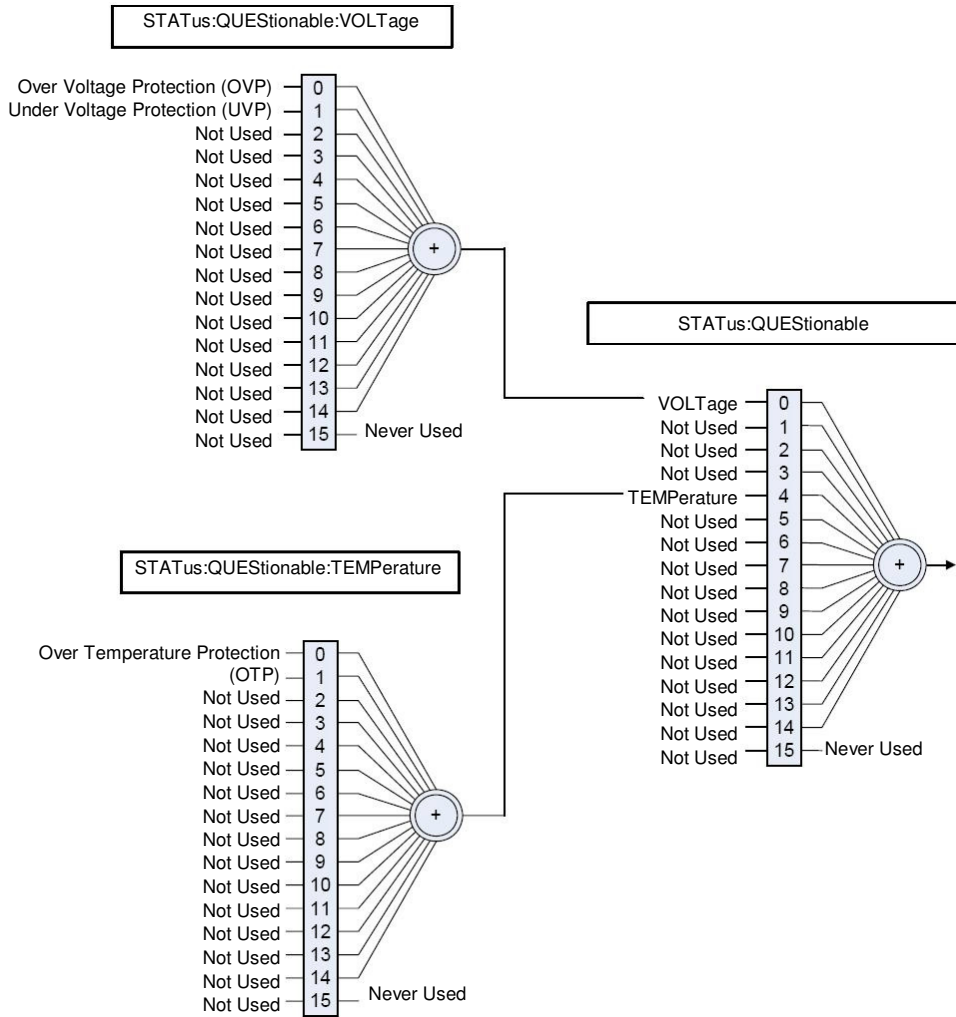 STATus:QUEStionable:VOLTage
Over Voltage Protection (OVP) 0
Under Voltage Protection (UVP) 1
Not Used 2
Not Used 3
Not Used 4
Not Used 5
Not Used 6
Not Used 7
Not Used 8
Not Used 9
Not Used 10
Not Used 11
Not Used 12
Not Used 13
Not Used 14
Not Used 15 Never Used
+
STATus:QUEStionable
VOLTage 0
Not Used 1
Not Used 2
Not Used 3
TEMPerature 4
Not Used 5
Not Used 6
Not Used 7
Not Used 8
Not Used 9
Not Used 10
Not Used 11
Not Used 12
Not Used 13
Not Used 14
Not Used 15 Never Used
+
STATus:QUEStionable:TEMPerature
Over Temperature Protection 0
(OTP) 1
Not Used 2
Not Used 3
Not Used 4
Not Used 5
Not Used 6
Not Used 7
Not Used 8
Not Used 9
Not Used 10
Not Used 11
Not Used 12
Not Used 13
Not Used 14
Not Used 15 Never Used
+